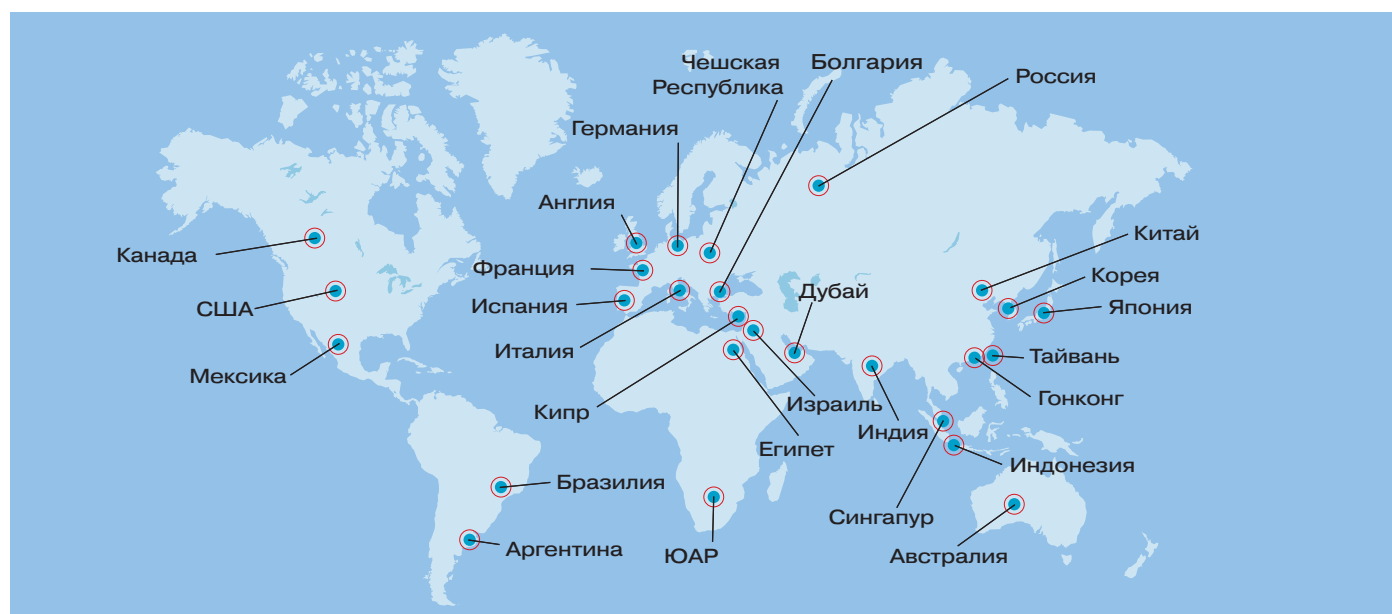 Чешская
Республика
Болгария
Россия
Германия
Англия
Канада
Франция
Китай
Корея
Испания
Дубай
США
Япония
Италия
Тайвань
Мексика
Гонконг
Кипр
Израиль
Индия
Египет
Индонезия
Бразилия
Сингапур
Аргентина
ЮАР
Австралия